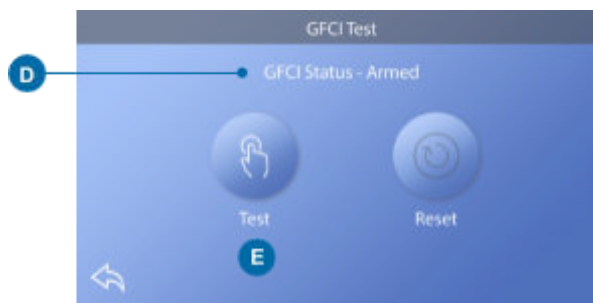 GFCI Test
D
GFCI Status - Armed
Test
Reset
E